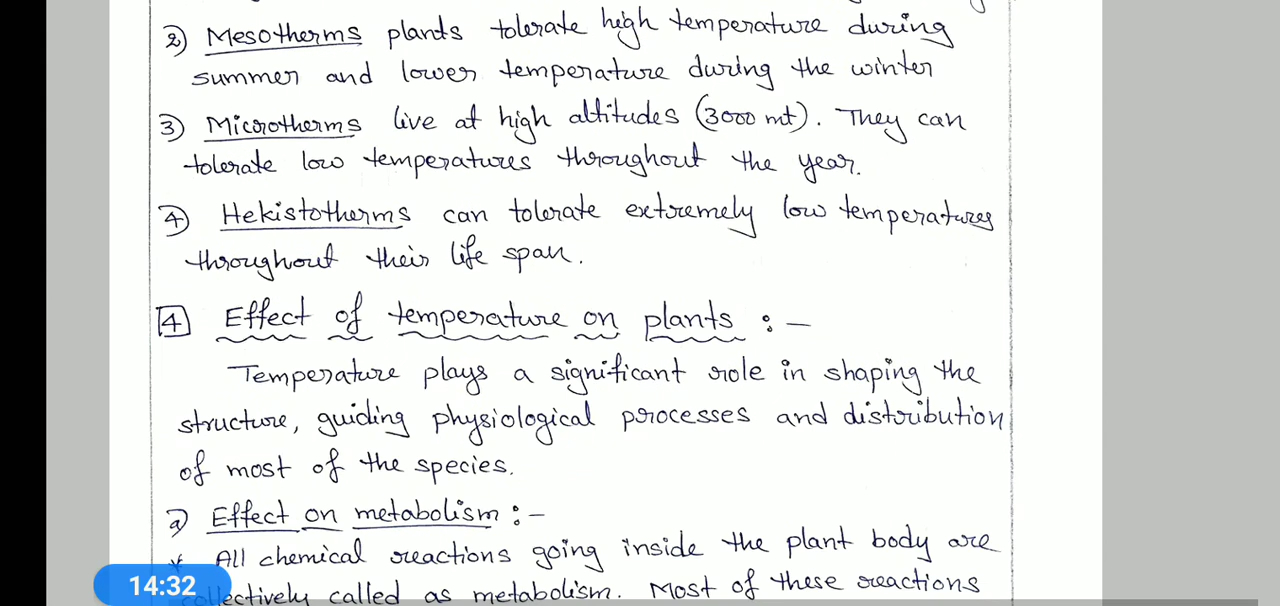 2) Mesotherms plants tolerate high temperature during
summer and lower temperature during the winter
3) Microtherms live at high altitudes (3000 mt). They can
tolerate low temperatures throughout the year.
4) Hekistotherms can tolerate extremely low temperatures
throughout their life span.
4 Effect of temperature on plants :-
Temperature plays a significant role in shaping the
structure, guiding physiological processes and distribution
of most of the species.
a) Effect on metabolism :-
* All chemical reactions going inside the plant body are
collectively called as metabolism. Most of these reactions
14:32